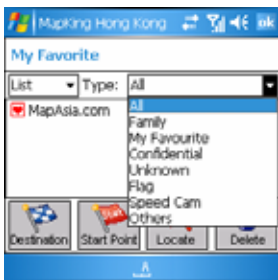 MapKing Hong Kong ok
My Favorite
List Type: All
MapAsia.com
All
Family
My Favourite
Confidential
Unknown
Flag
Speed Cam
Others
Destination Start Point Locate Delete